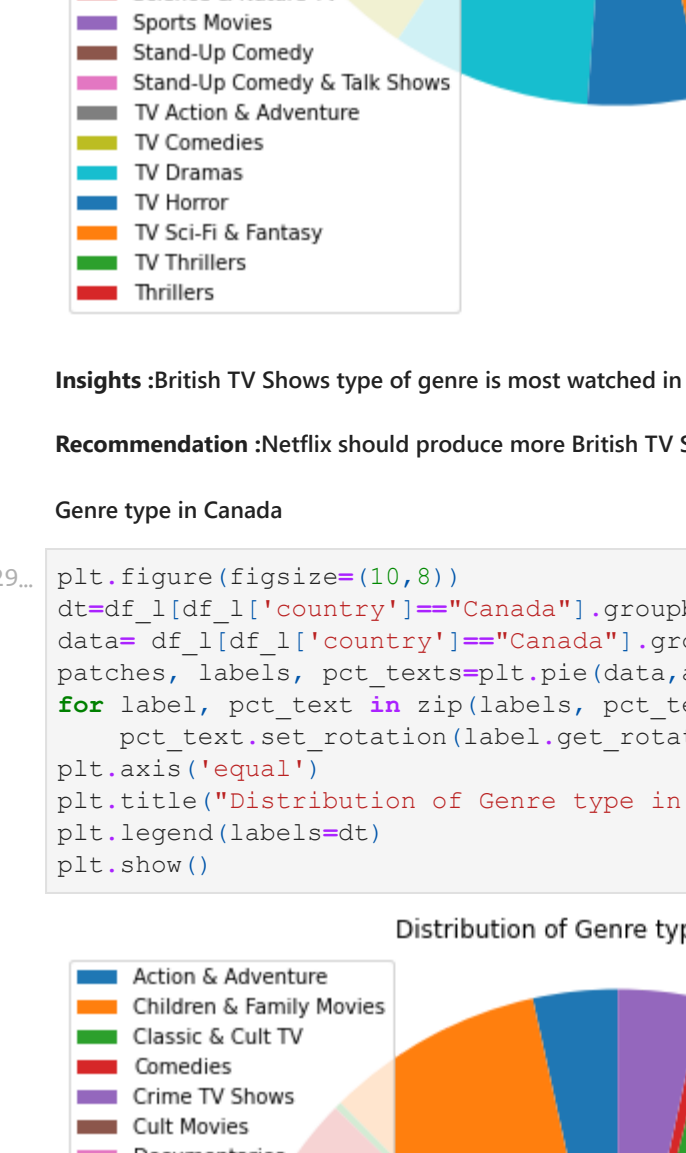 Sports Movies
Stand-Up Comedy
Stand-Up Comedy & Talk Shows
TV Action & Adventure
TV Comedies
TV Dramas
TV Horror
TV Sci-Fi & Fantasy
TV Thrillers
Thrillers
Insights :British TV Shows type of genre is most watched in
Recommendation :Netflix should produce more British TV
Genre type in Canada
29…
plt.figure(figsize=(10,8))
dt=df_l[df_l['country']=="Canada"].group
data= df_l[df_l['country']=="Canada"].gr
patches, labels, pct_texts=plt.pie(data,
for label, pct_text in zip(labels, pct_t
pct_text.set_rotation(label.get_rota
plt.axis('equal')
plt.title("Distribution of Genre type in
plt.legend(labels=dt)
plt.show()
Distribution of Genre
Action & Adventure
Children & Family Movies
Classic & Cult TV
Comedies
Crime TV Shows
Cult Movies